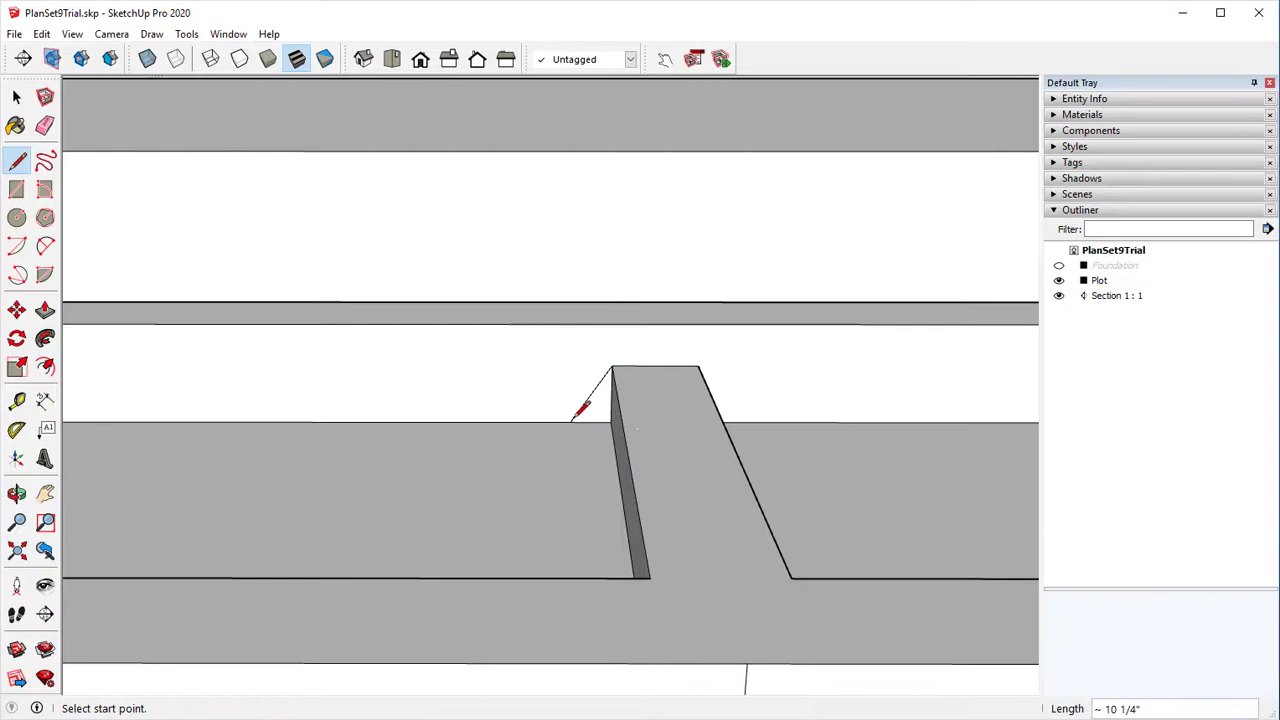 PlanSet9Trial.skp - SketchUp Pro 2020
File Edit View Camera Draw Tools Window Help
✓ Untagged
Default Tray
Entity Info
Materials
Components
Styles
Tags
Shadows
Scenes
Outliner
Filter:
PlanSet9Trial
Foundation
Plot
Section 1 : 1
A1
Select start point.
Length ~ 10 1/4"